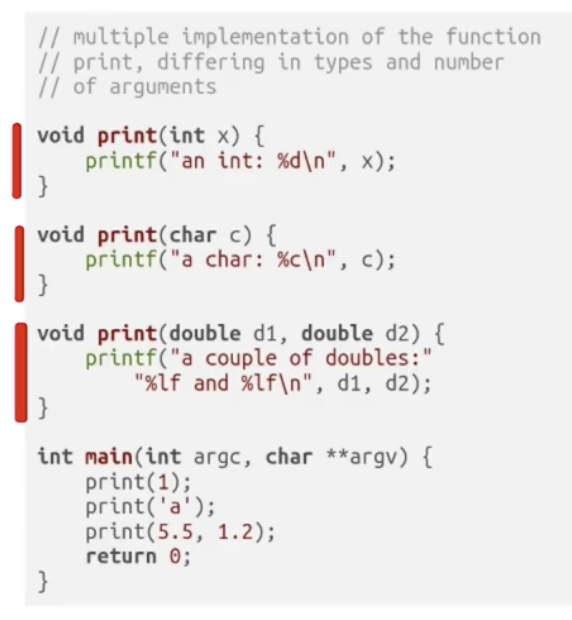 // multiple implementation of the function
// print, differing in types and number
// of arguments
void print(int x) {
    printf("an int: %d\n", x);
}
void print(char c) {
    printf("a char: %c\n", c);
}
void print(double d1, double d2) {
    printf("a couple of doubles:"
        "%lf and %lf\n", d1, d2);
}
int main(int argc, char **argv) {
    print(1);
    print('a');
    print(5.5, 1.2);
    return 0;
}